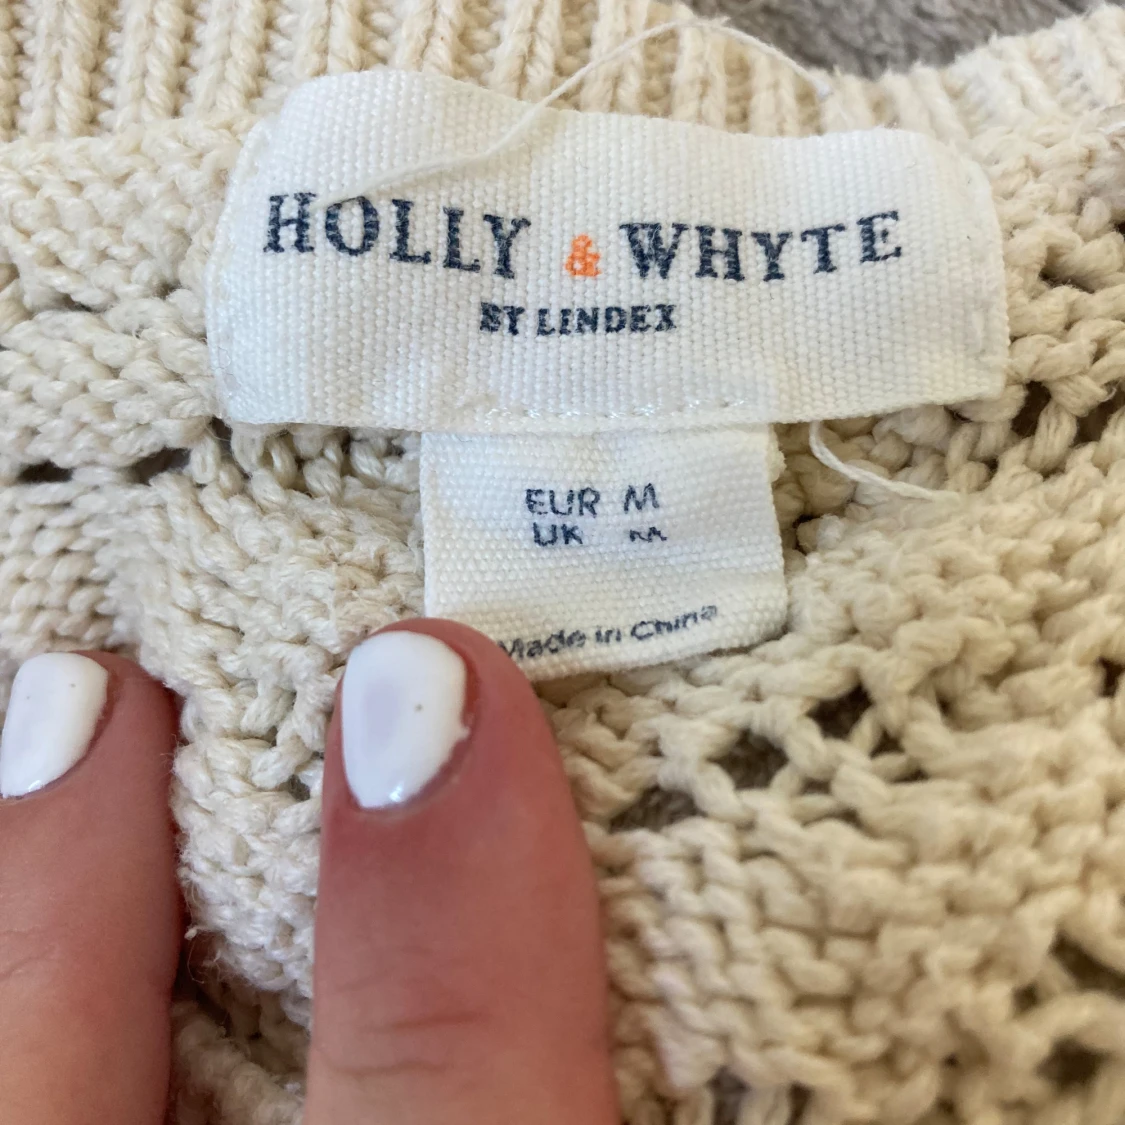 HOLLY & WHYTE
BY LINDEX
EUR M
UK M
Made in China